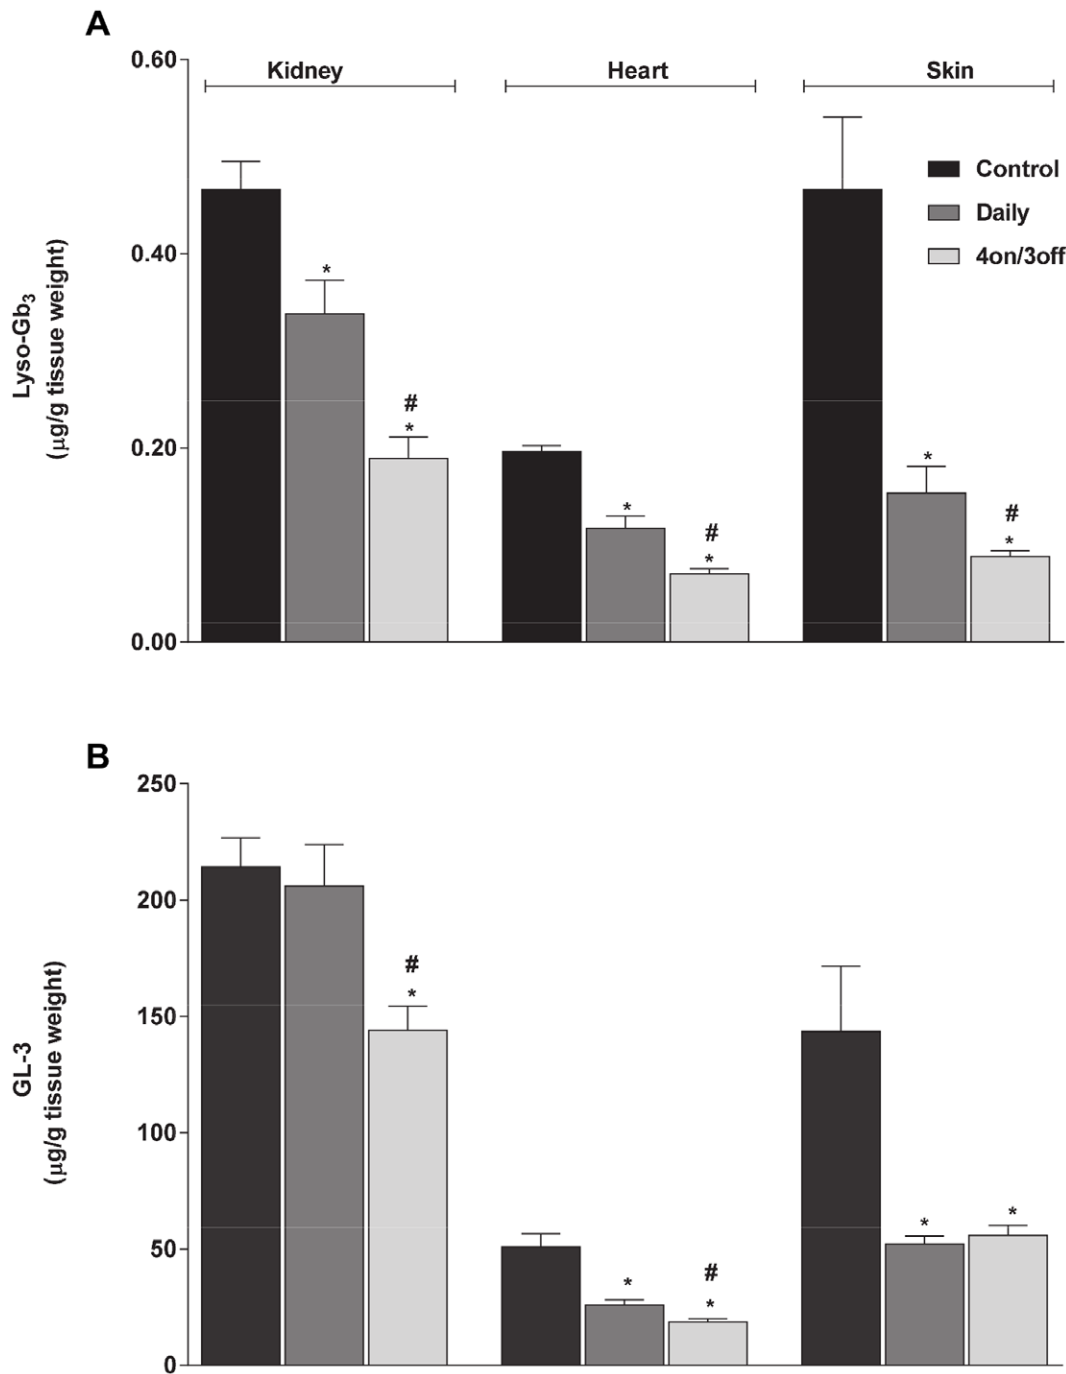 A
0.60
Kidney
Heart
Skin
Control
Daily
4on/3off
0.40
0.20
0.00
Lyso-Gb3
(μg/g tissue weight)
*
#
*
*
#
*
*
#
*
B
250
200
150
100
50
0
GL-3
(μg/g tissue weight)
#
*
*
#
*
*
*